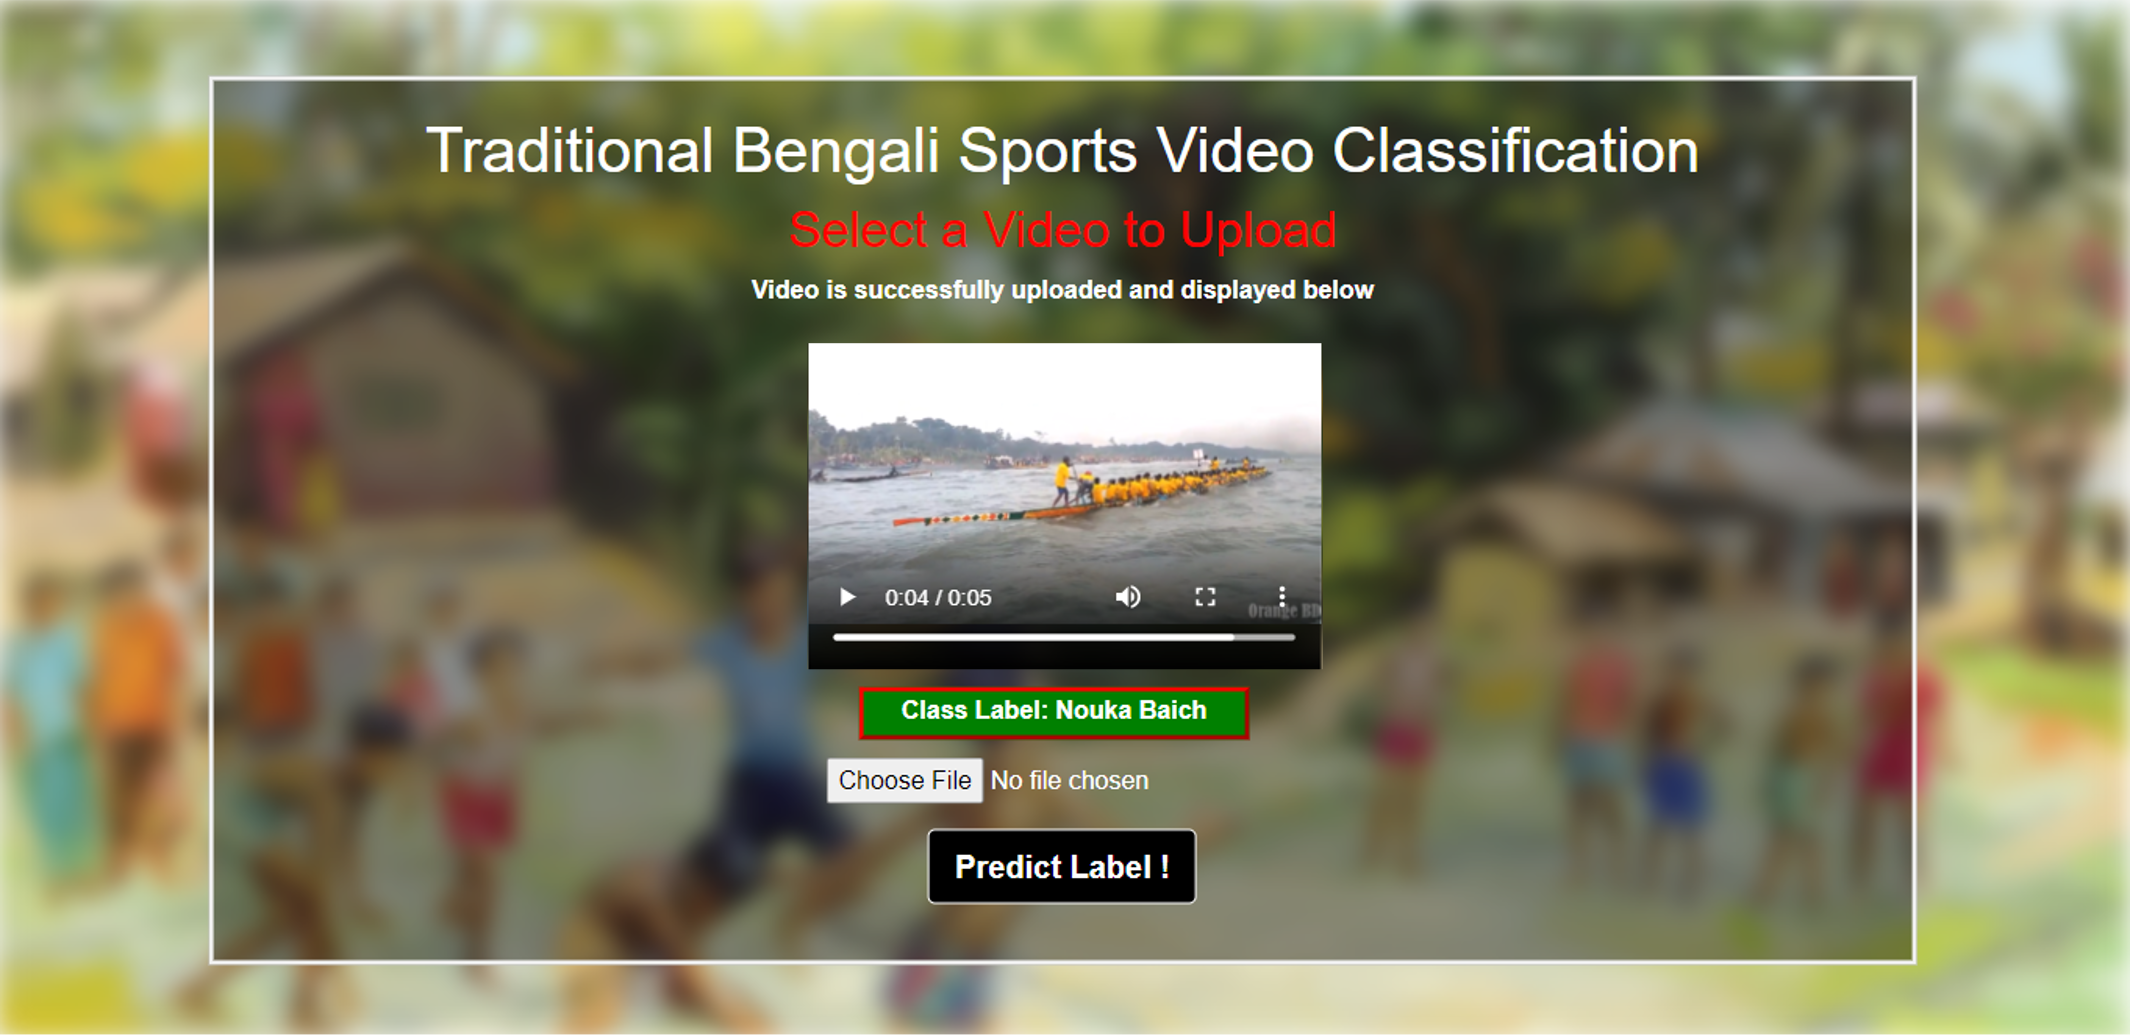 Traditional Bengali Sports Video Classification
Select a Video to Upload
Video is successfully uploaded and displayed below
0:04 / 0:05
Orange BD
Class Label: Nouka Baich
Choose File No file chosen
Predict Label !